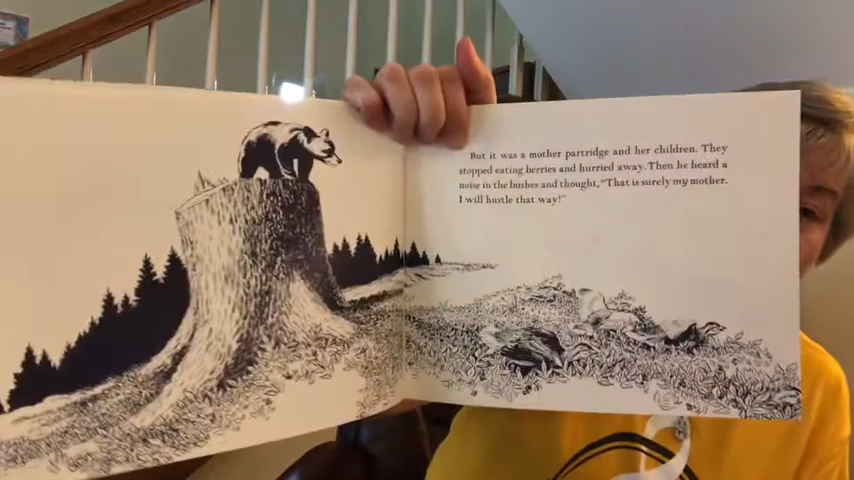 But it was a mother partridge and her children. They
stopped eating berries and hurried away. Then he heard a
noise in the bushes and thought, "That is surely my mother.
I will hustle that way!"